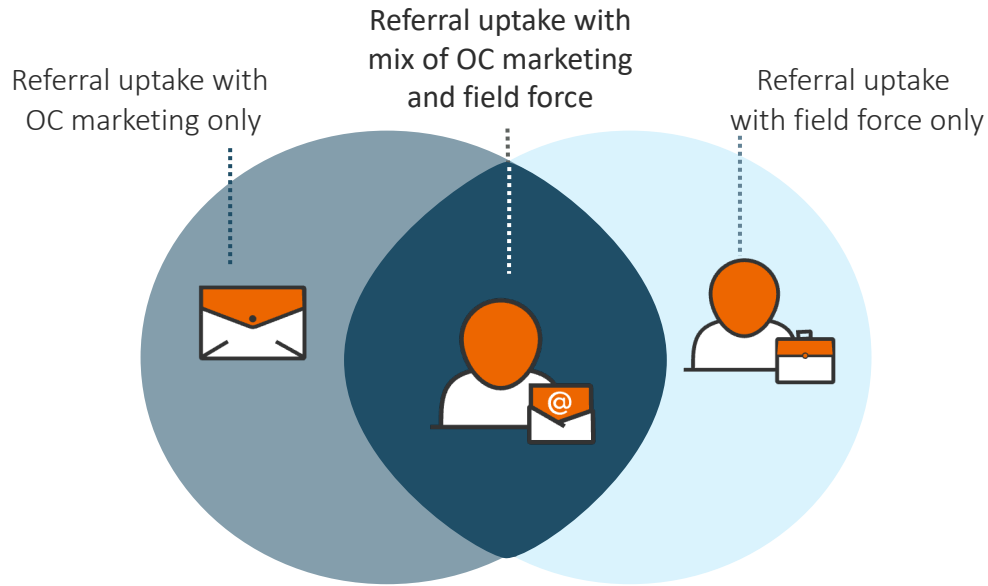 Referral uptake with
OC marketing only
Referral uptake with
mix of OC marketing
and field force
Referral uptake
with field force only
@